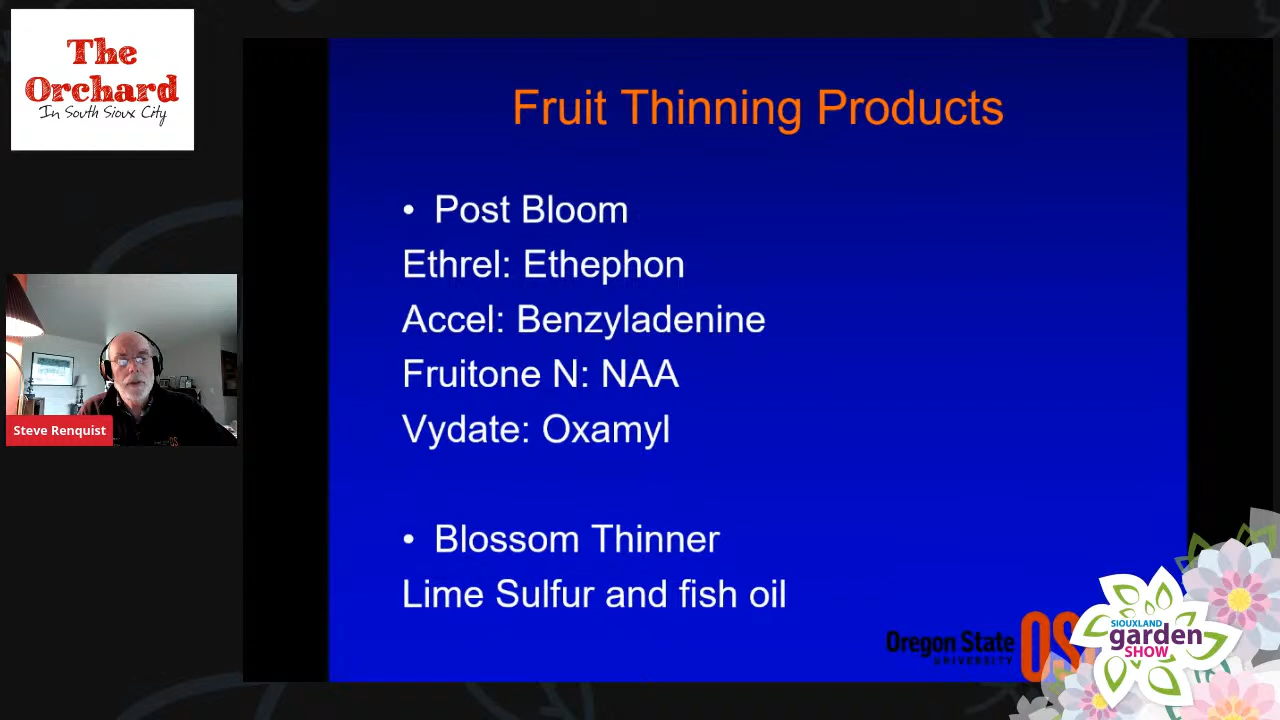 The
Orchard
In South Sioux City
Fruit Thinning Products
• Post Bloom
Ethrel: Ethephon
Accel: Benzyladenine
Fruitone N: NAA
Vydate: Oxamyl
• Blossom Thinner
Lime Sulfur and fish oil
Steve Renquist
Oregon State
UNIVERSITY
OS
SIOUXLAND
garden
SHOW